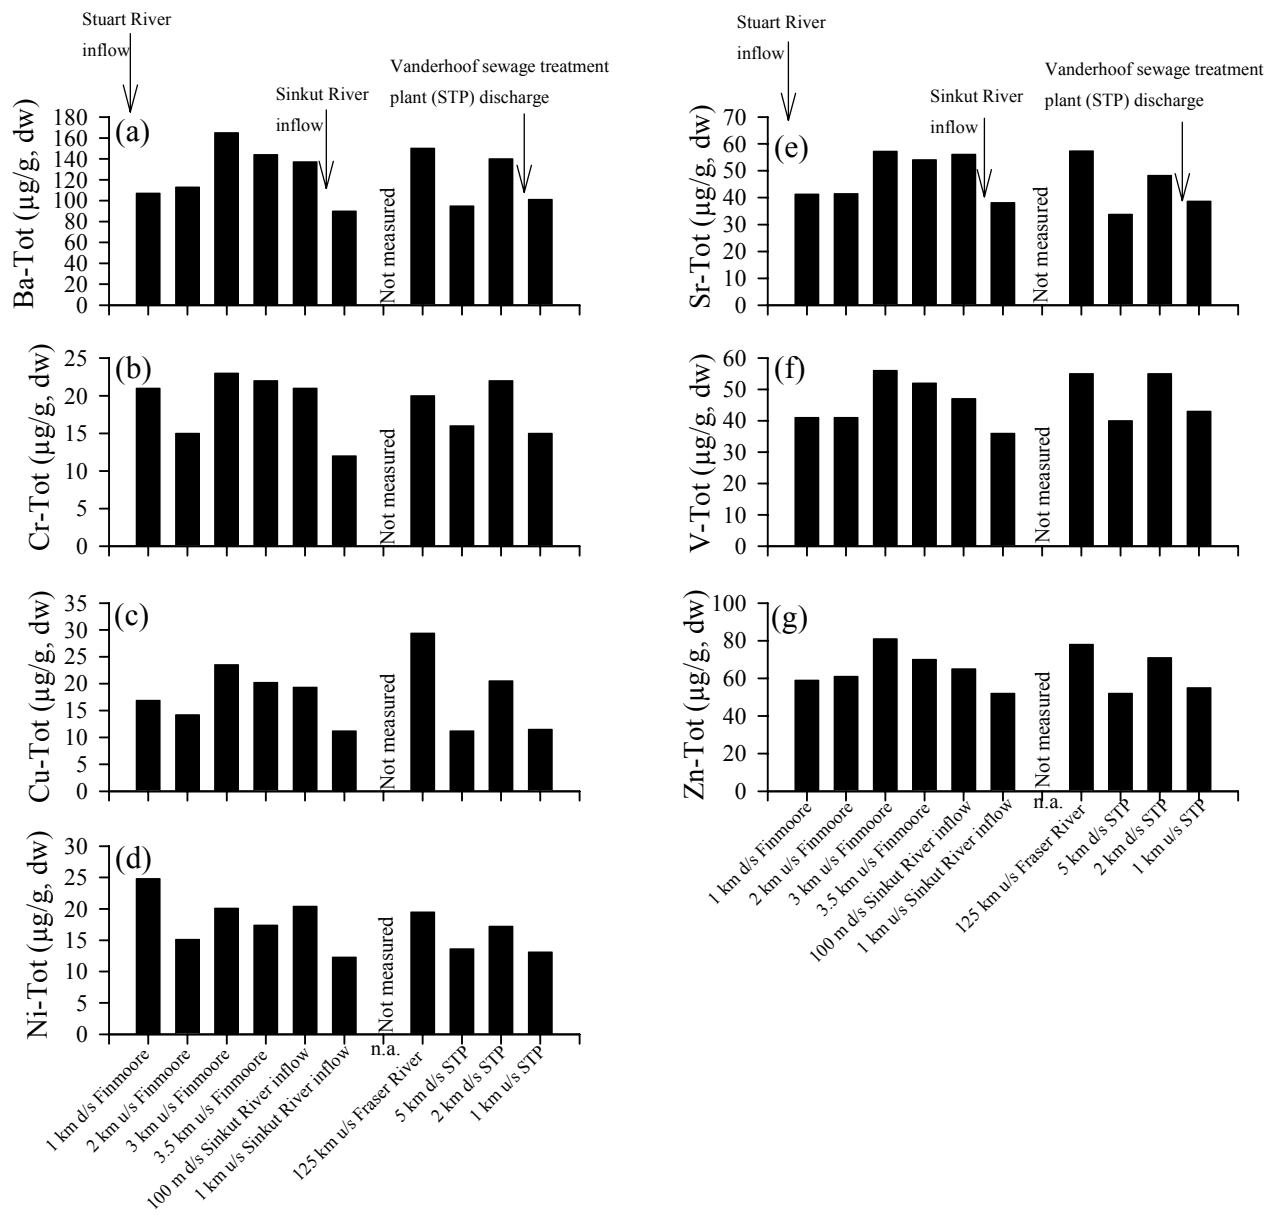 Stuart River
inflow
Sinkut River
inflow
Vanderhoof sewage treatment
plant (STP) discharge
(a)
Ba-Tot (µg/g, dw)
180
160
140
120
100
80
60
40
20
0
Not measured
(b)
Cr-Tot (µg/g, dw)
25
20
15
10
5
0
Not measured
(c)
Cu-Tot (µg/g, dw)
35
30
25
20
15
10
5
0
Not measured
(d)
Ni-Tot (µg/g, dw)
30
25
20
15
10
5
0
Not measured
n.a.
1 km d/s Finmoore
2 km u/s Finmoore
3 km u/s Finmoore
3.5 km u/s Finmoore
100 m d/s Sinkut River inflow
1 km u/s Sinkut River inflow
125 km u/s Fraser River
5 km d/s STP
2 km d/s STP
1 km u/s STP
Stuart River
inflow
Sinkut River
inflow
Vanderhoof sewage treatment
plant (STP) discharge
(e)
Sr-Tot (µg/g, dw)
70
60
50
40
30
20
10
0
Not measured
(f)
V-Tot (µg/g, dw)
60
50
40
30
20
10
0
Not measured
(g)
Zn-Tot (µg/g, dw)
100
80
60
40
20
0
Not measured
n.a.
1 km d/s Finmoore
2 km u/s Finmoore
3 km u/s Finmoore
3.5 km u/s Finmoore
100 m d/s Sinkut River inflow
1 km u/s Sinkut River inflow
125 km u/s Fraser River
5 km d/s STP
2 km d/s STP
1 km u/s STP